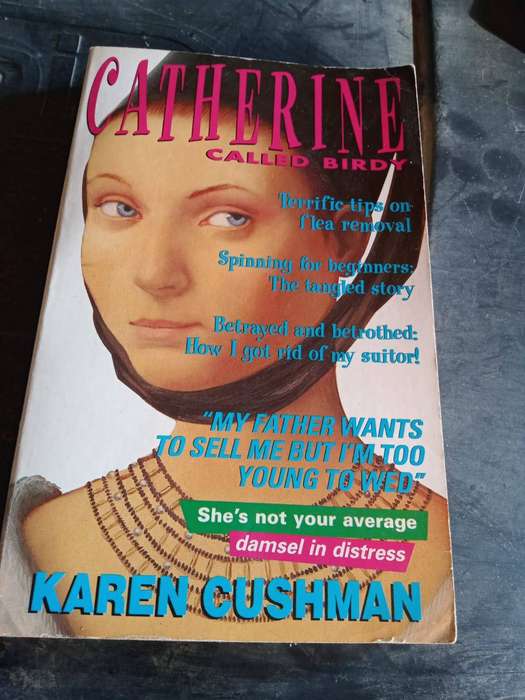 CATHERINE
CALLED BIRDY
Terrific tips on
flea removal
Spinning for beginners:
The tangled story
Betrayed and betrothed:
How I got rid of my suitor!
"MY FATHER WANTS
TO SELL ME BUT I'M TOO
YOUNG TO WED"
She's not your average
damsel in distress
KAREN CUSHMAN